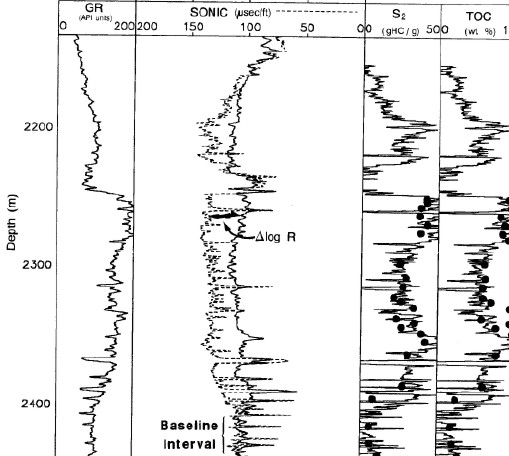 GR SONIC (μsec/ft) S₂ TOC
(API units) (gHC / g) (wt %)
0 200 200 150 100 50 0 0 500
2200
Depth (m)
2300
Δlog R
2400
Baseline
Interval